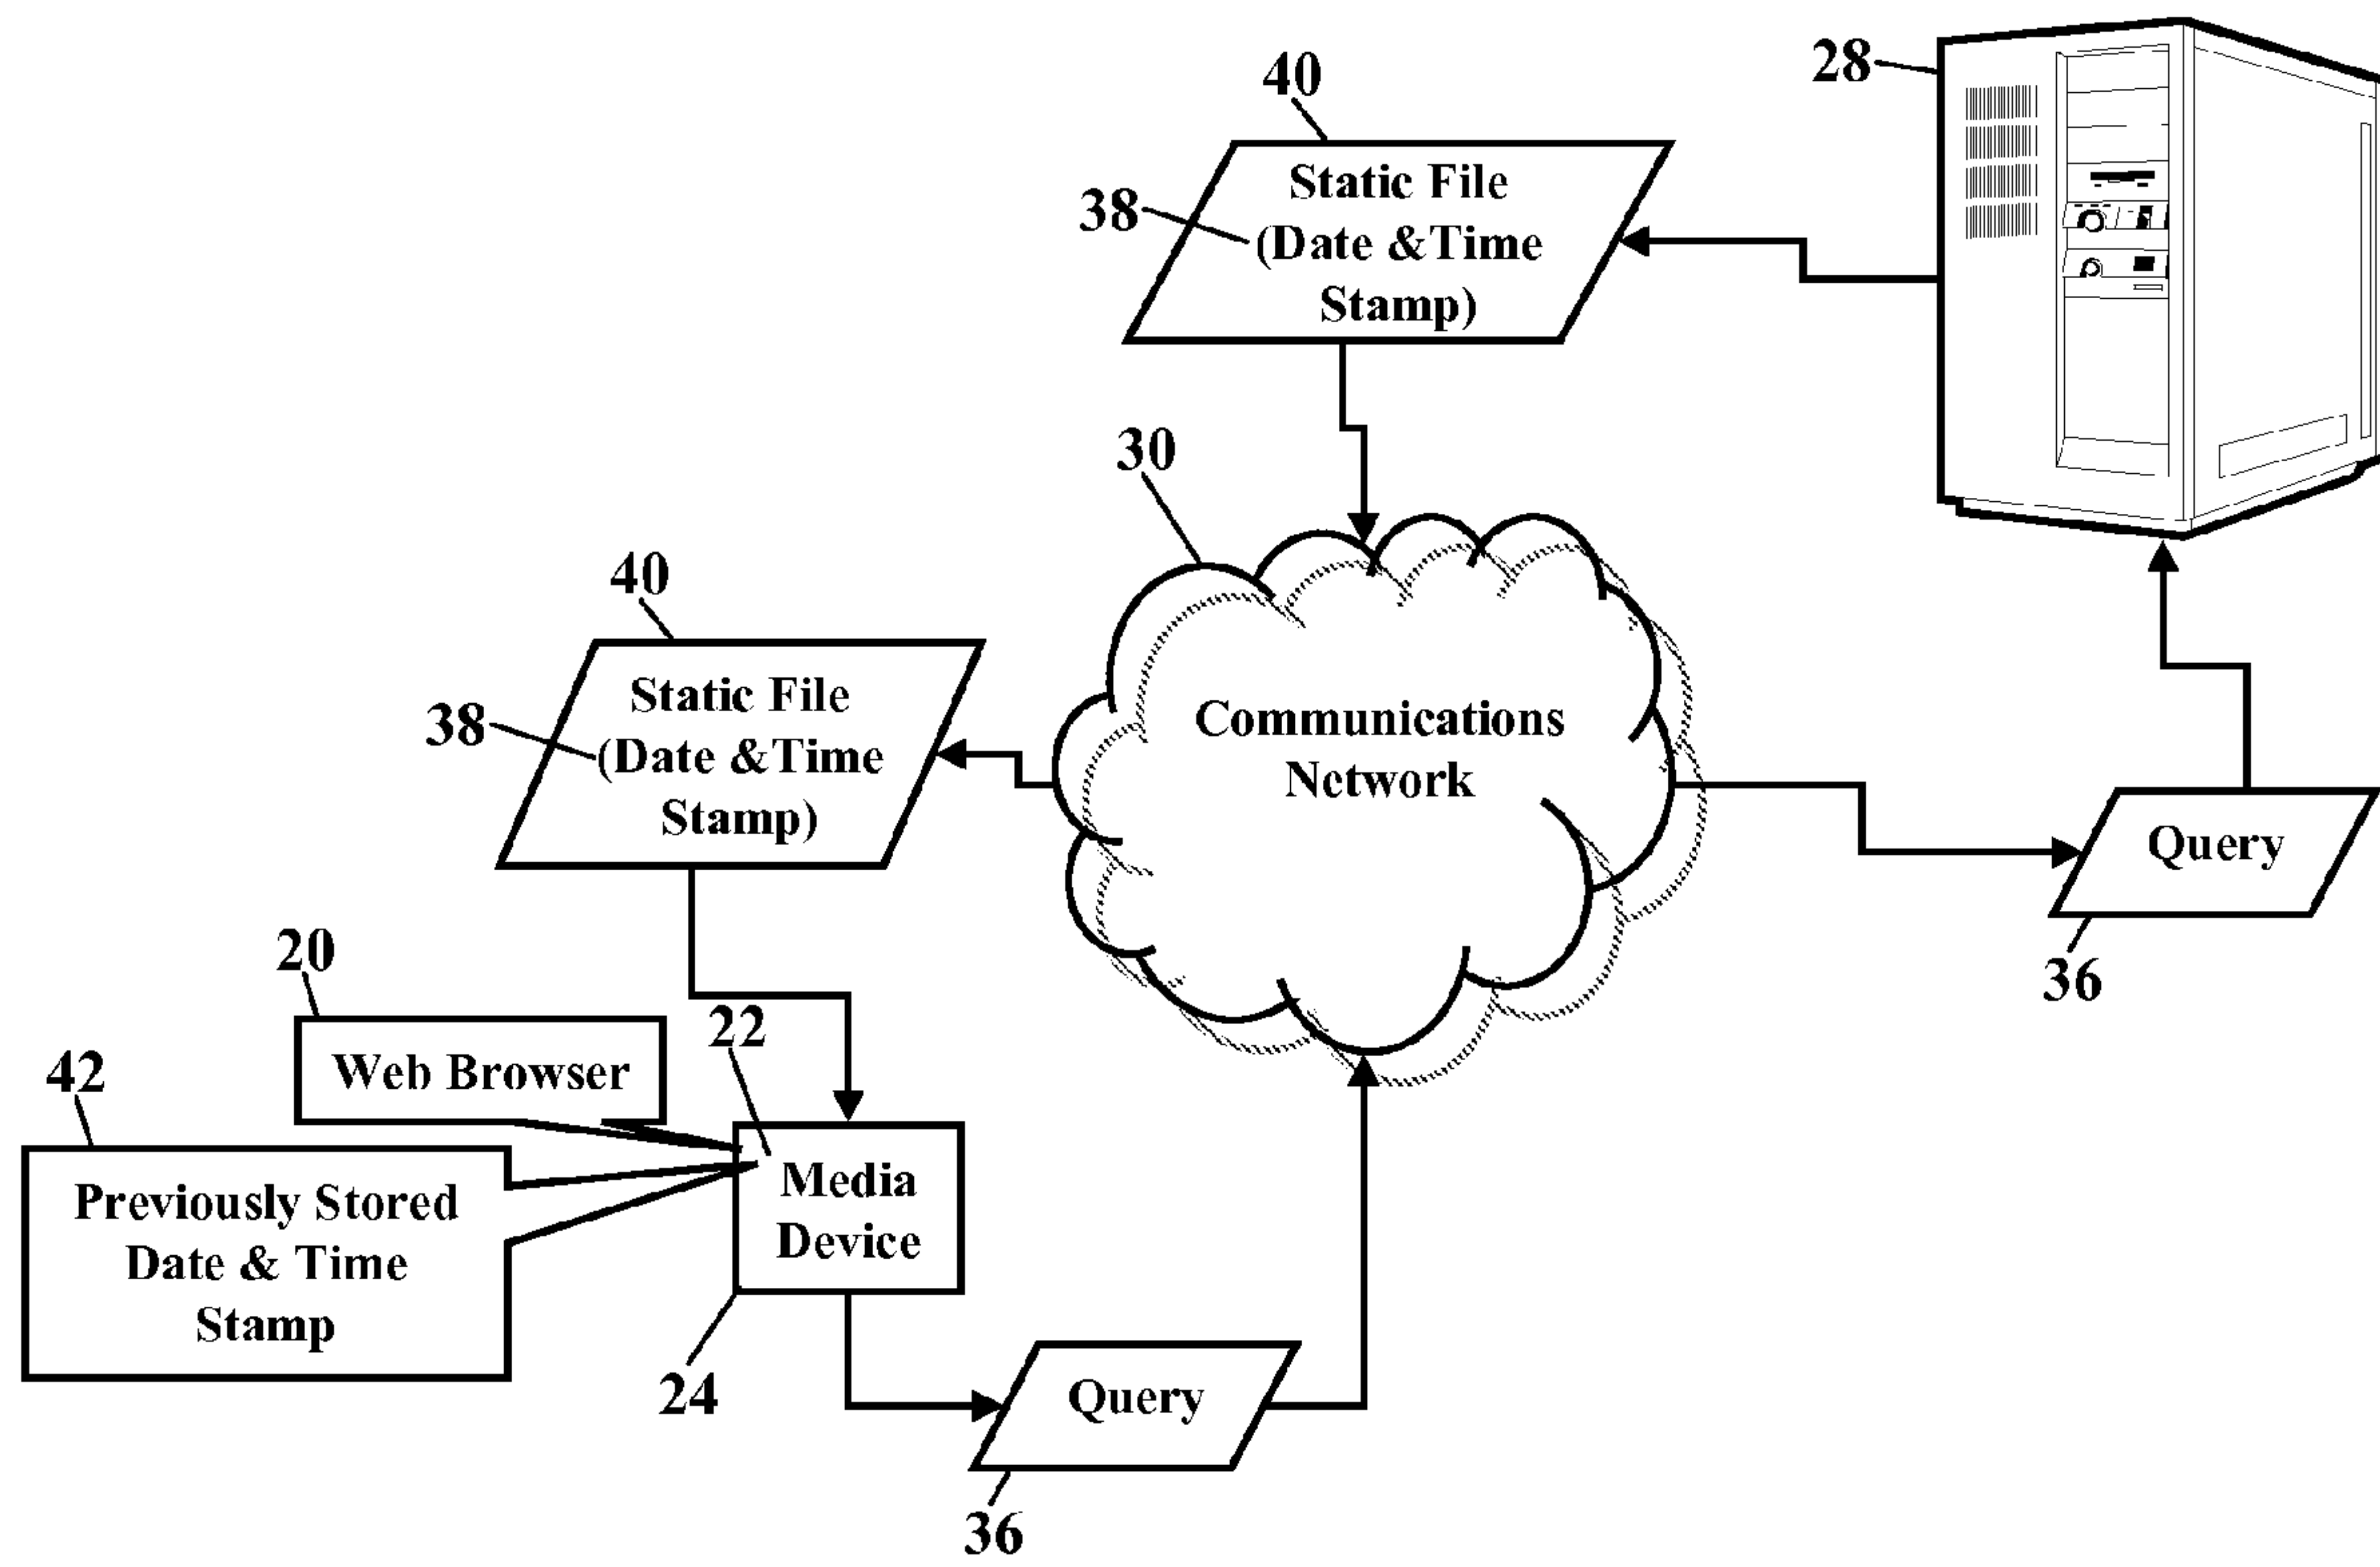 28
40
Static File
38
(Date &Time
Stamp)
30
40
Static File
38
(Date &Time
Stamp)
Communications
Network
Query
36
20
Web Browser
22
42
Previously Stored
Date & Time
Stamp
Media
Device
24
Query
36